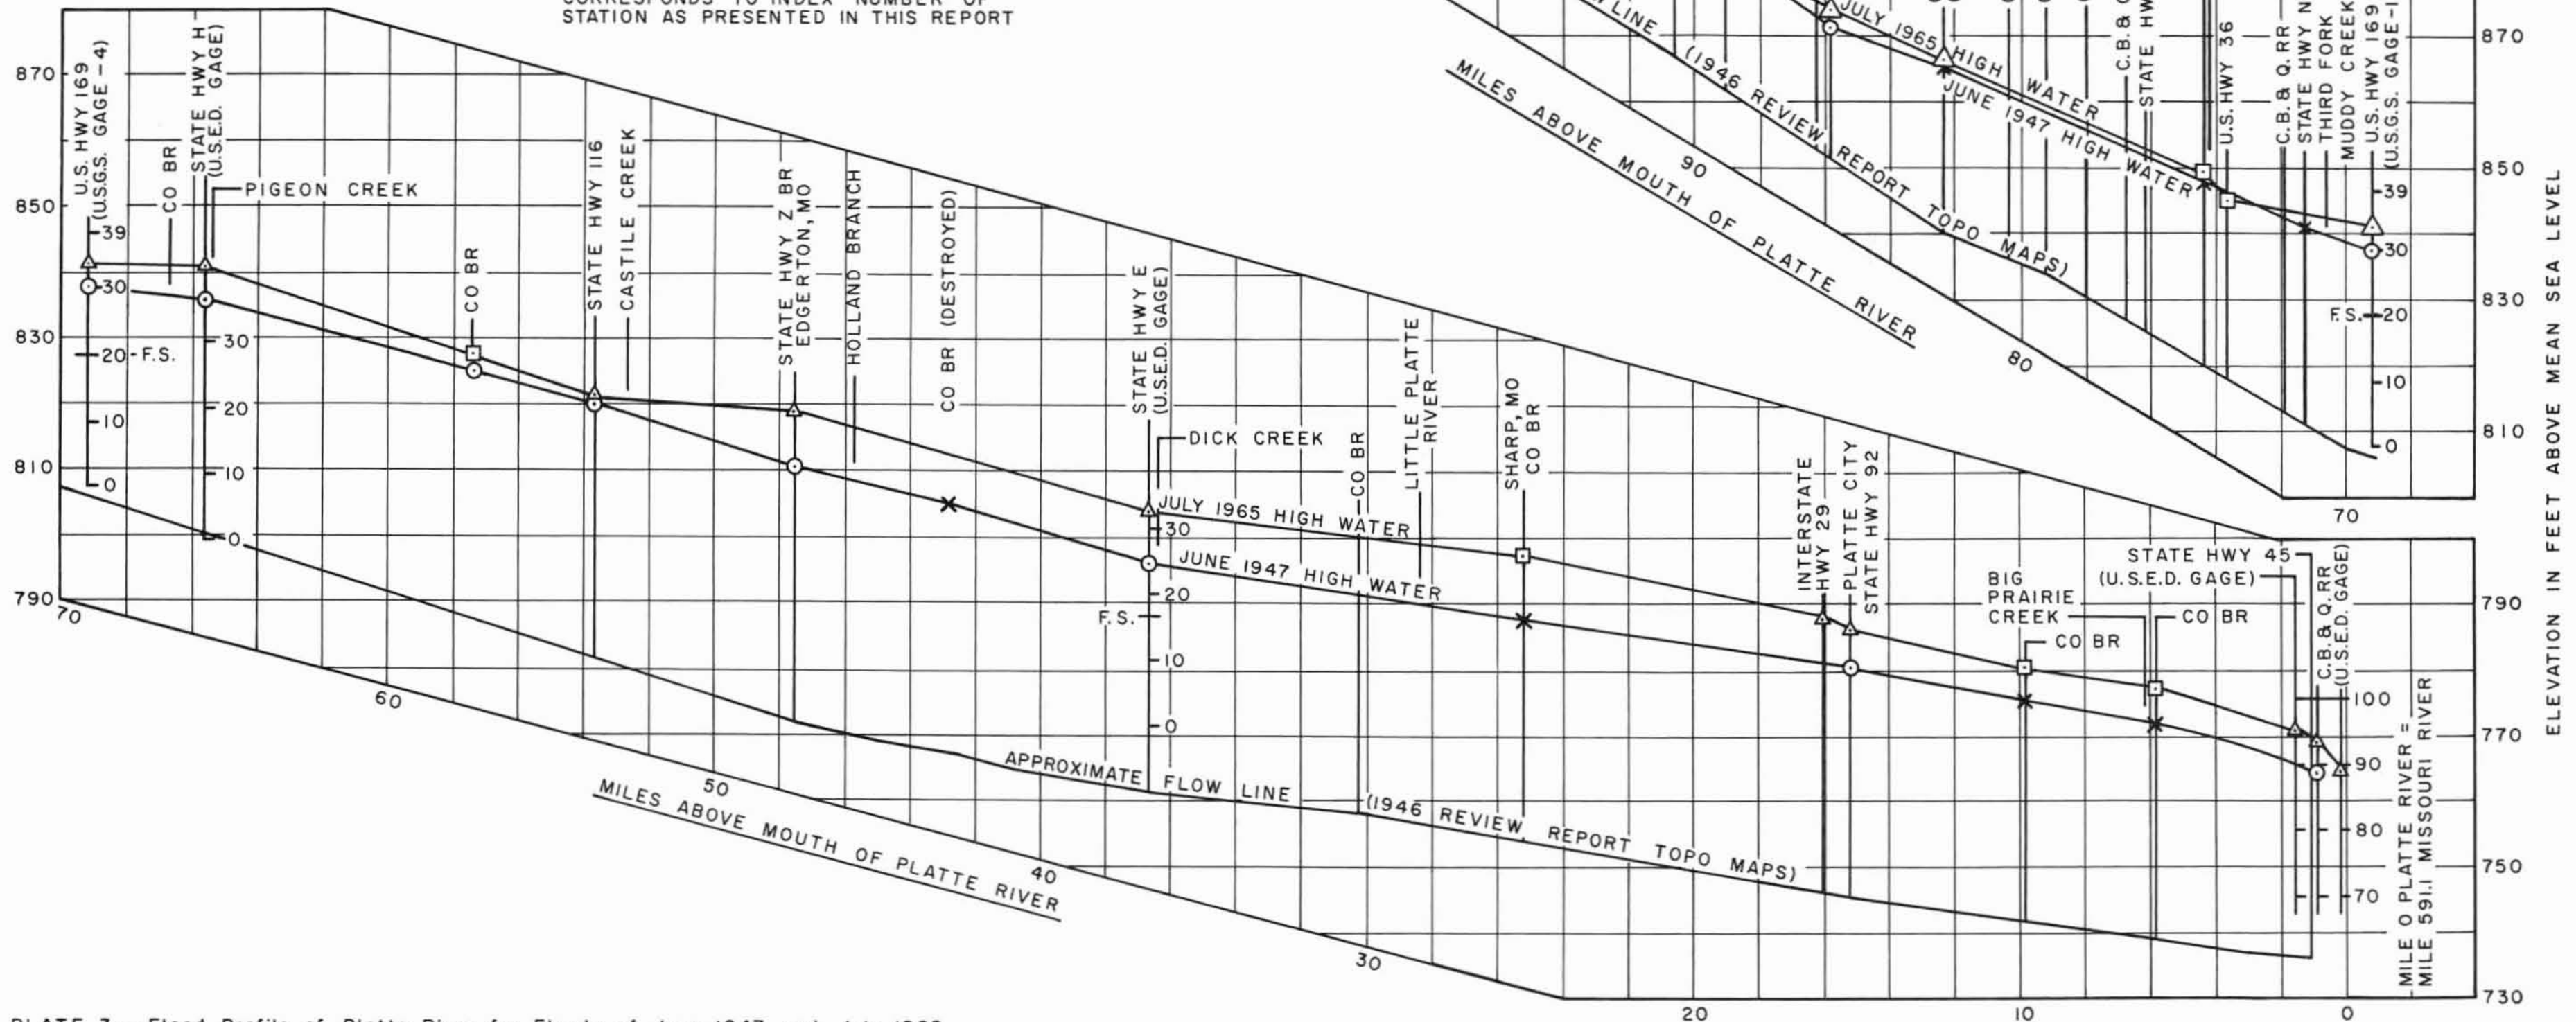 STATION AS PRESENTED IN THIS REPORT
870
850
830
810
790
U.S. HWY 169
(U.S.G.S. GAGE -4)
39
30
20 - F.S.
10
0
CO BR
STATE HWY H
(U.S.E.D. GAGE)
PIGEON CREEK
30
20
10
0
CO BR
STATE HWY 116
CASTILE CREEK
STATE HWY Z BR
EDGERTON, MO
HOLLAND BRANCH
CO BR (DESTROYED)
STATE HWY E
(U.S.E.D. GAGE)
DICK CREEK
30
20
F.S.
10
0
JULY 1965 HIGH WATER
JUNE 1947 HIGH WATER
CO BR
LITTLE PLATTE
RIVER
SHARP, MO
CO BR
INTERSTATE
HWY 29
PLATTE CITY
STATE HWY 92
BIG
PRAIRIE
CREEK
CO BR
CO BR
STATE HWY 45
(U.S.E.D. GAGE)
C.B.& Q. RR
(U.S.E.D. GAGE)
100
90
80
70
MILE 0 PLATTE RIVER =
MILE 591.1 MISSOURI RIVER
APPROXIMATE FLOW LINE (1946 REVIEW REPORT TOPO MAPS)
70
60
50
40
30
20
10
0
MILES ABOVE MOUTH OF PLATTE RIVER
790
770
750
730
LINE (1946 REVIEW REPORT TOPO MAPS)
JULY 1965 HIGH WATER
JUNE 1947 HIGH WATER
MILES ABOVE MOUTH OF PLATTE RIVER
90
80
70
C.B. &
STATE HW
U.S. HWY 36
C.B.& Q. RR
STATE HWY N
THIRD FORK
MUDDY CREEK
U.S. HWY 169
(U.S.G.S. GAGE-1
39
30
F.S. 20
10
0
870
850
830
810
ELEVATION IN FEET ABOVE MEAN SEA LEVEL